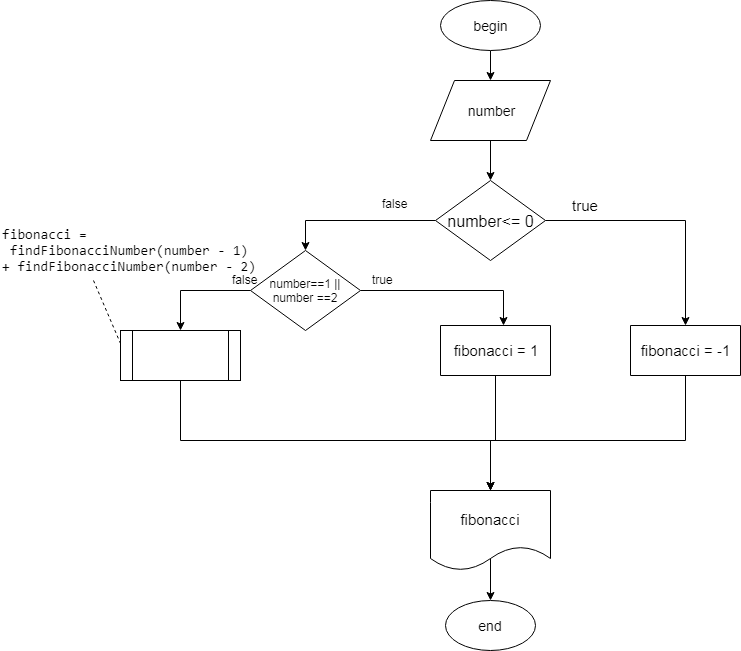 begin
number
number<= 0
false
true
fibonacci =
findFibonacciNumber(number - 1)
+ findFibonacciNumber(number - 2)
false
number==1 ||
number ==2
true
fibonacci = 1
fibonacci = -1
fibonacci
end